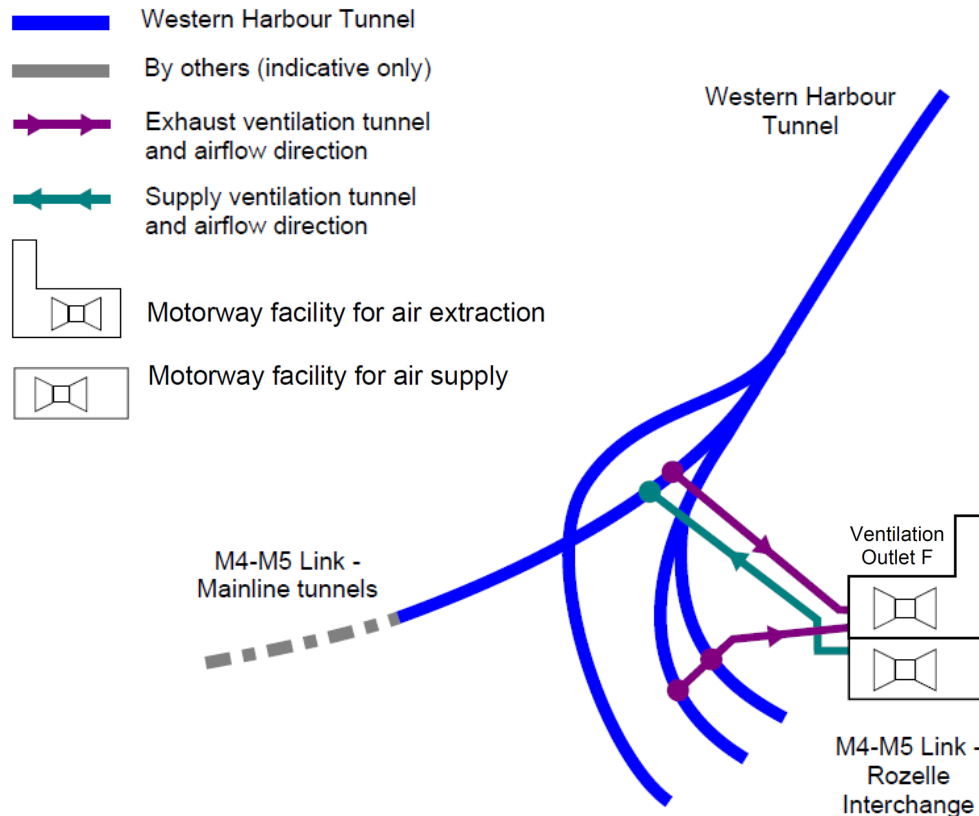 Western Harbour Tunnel
By others (indicative only)
Exhaust ventilation tunnel
and airflow direction
Supply ventilation tunnel
and airflow direction
Motorway facility for air extraction
Motorway facility for air supply
Western Harbour
Tunnel
M4-M5 Link -
Mainline tunnels
Ventilation
Outlet F
M4-M5 Link -
Rozelle
Interchange